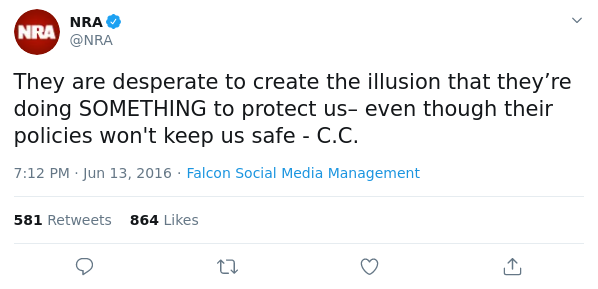 NRA
NRA
@NRA
They are desperate to create the illusion that they’re
doing SOMETHING to protect us– even though their
policies won't keep us safe - C.C.
7:12 PM · Jun 13, 2016 · Falcon Social Media Management
581 Retweets 864 Likes